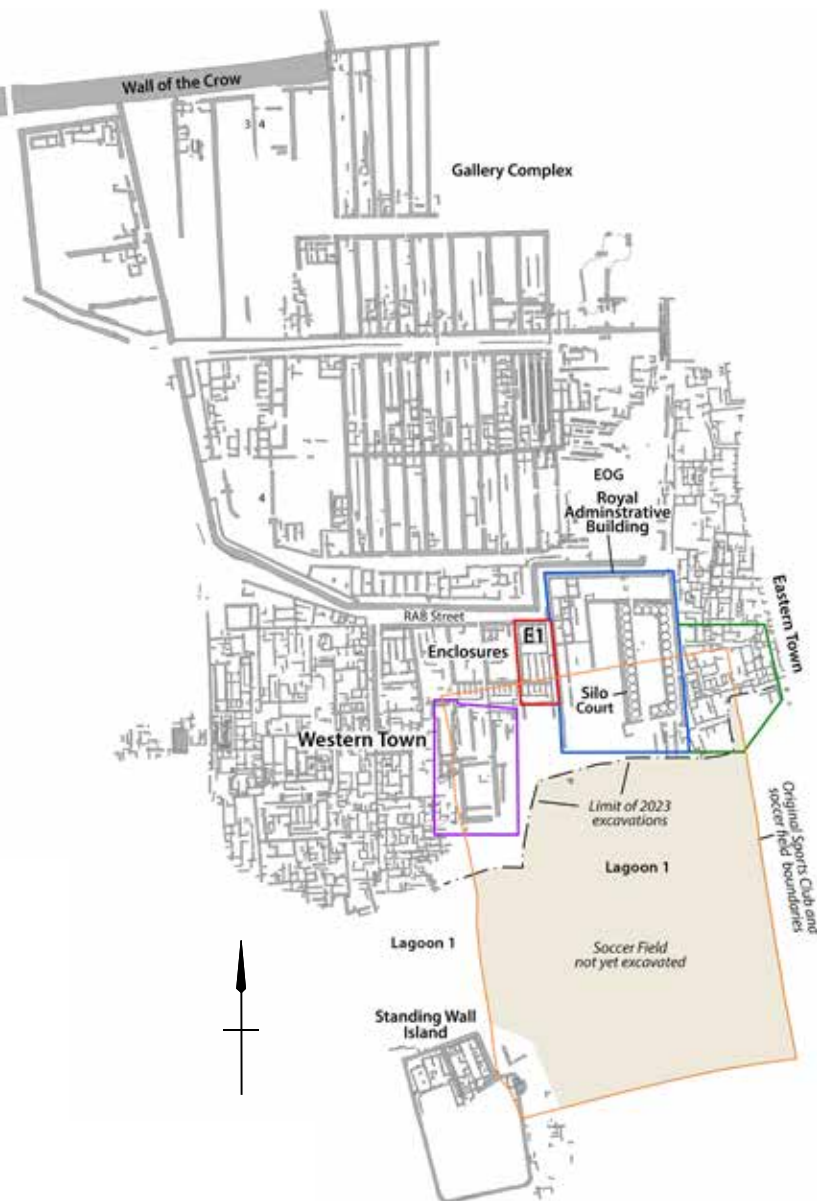 Wall of the Crow
3 4
Gallery Complex
EOG
Royal
Adminstrative
Building
4
Eastern Town
RAB Street
E1
Enclosures
Silo
Court
Western Town
Limit of 2023
excavations
Original Sports Club and
soccer field boundaries
Lagoon 1
Lagoon 1
Soccer Field
not yet excavated
Standing Wall
Island